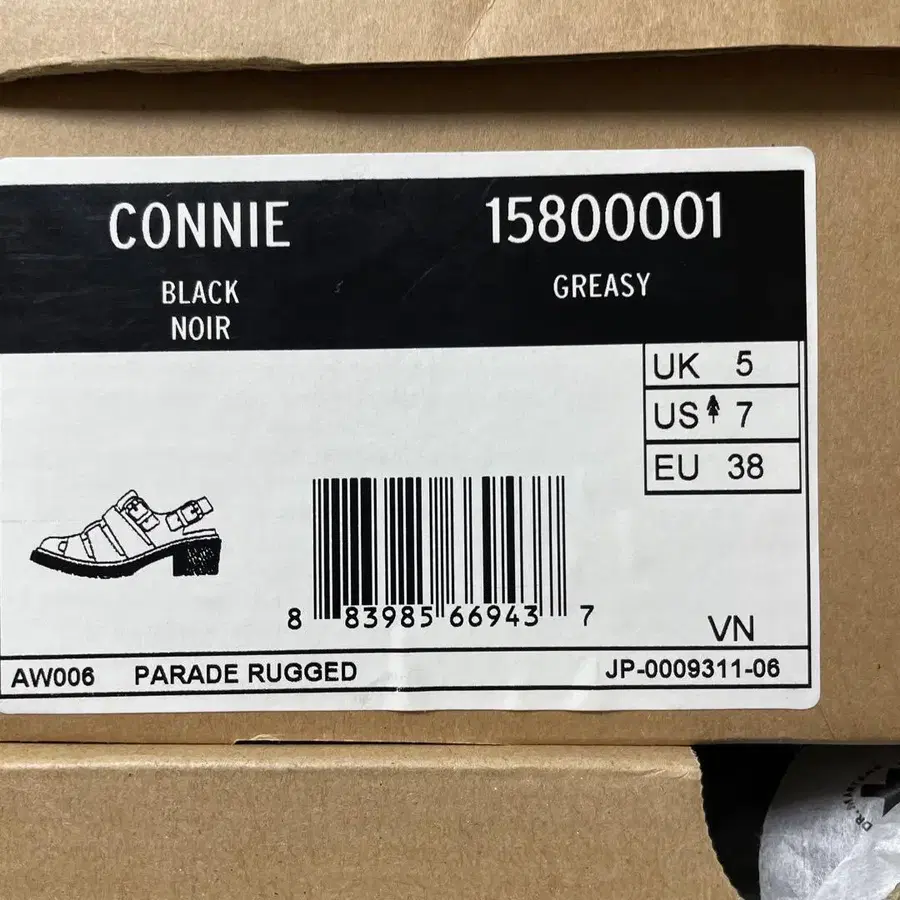 CONNIE 15800001
BLACK GREASY
NOIR
UK 5
US 7
EU 38
8 83985 66943 7
VN
AW006 PARADE RUGGED JP-0009311-06